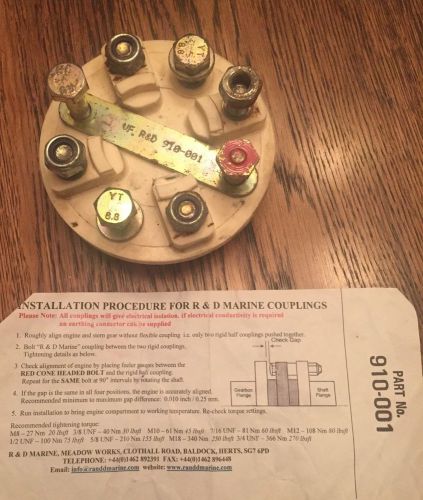 YT
8.8
VF. R&D 910-001
YT
8.8
INSTALLATION PROCEDURE FOR R & D MARINE COUPLINGS
Please Note: All couplings will give electrical isolation. if electrical conductivity is required
an earthing connector can be supplied
1. Roughly align engine and stern gear without flexible coupling i.e. only two rigid half couplings pushed together.
2. Bolt "R & D Marine" coupling between the two rigid couplings.
Tightening details as below.
3 Check alignment of engine by placing feeler gauges between the
RED CONE HEADED BOLT and the rigid half coupling.
Repeat for the SAME bolt at 90° intervals by rotating the shaft.
4. If the gap is the same in all four positions, the engine is accurately aligned.
Recommended minimum to maximum gap difference: 0.010 inch / 0.25 mm.
5. Run installation to bring engine compartment to working temperature. Re-check torque settings.
Check Gap
Gearbox
Flange
Shaft
Flange
PART No.
910-001
Recommended tightening torque:
M8 – 27 Nm 20 lbsft 3/8 UNF – 40 Nm 30 lbsft M10 – 61 Nm 45 lbsft 7/16 UNF – 81 Nm 60 lbsft M12 – 108 Nm 80 lbsft
1/2 UNF – 100 Nm 75 lbsft 5/8 UNF – 210 Nm 155 lbsft M18 – 340 Nm 250 lbsft 3/4 UNF – 366 Nm 270 lbsft
R & D MARINE, MEADOW WORKS, CLOTHALL ROAD, BALDOCK, HERTS, SG7 6PD
TELEPHONE: +44(0)1462 892391 FAX: +44(0)1462 896448
Email: info@randdmarine.com website: www.randdmarine.com